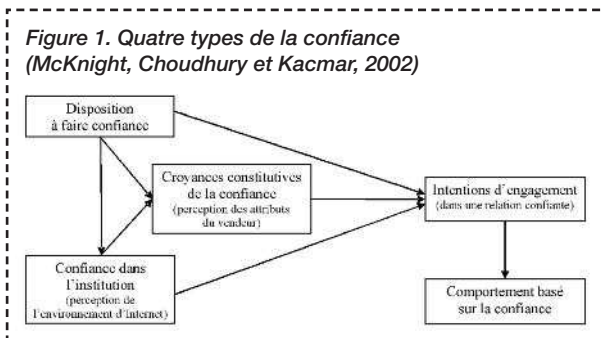 Figure 1. Quatre types de la confiance
(McKnight, Choudhury et Kacmar, 2002)
Disposition
à faire confiance
Croyances constitutives
de la confiance
(perception des attributs
du vendeur)
Intentions d'engagement
(dans une relation confiante)
Confiance dans
l'institution
(perception de
l'environnement d'Internet)
Comportement basé
sur la confiance